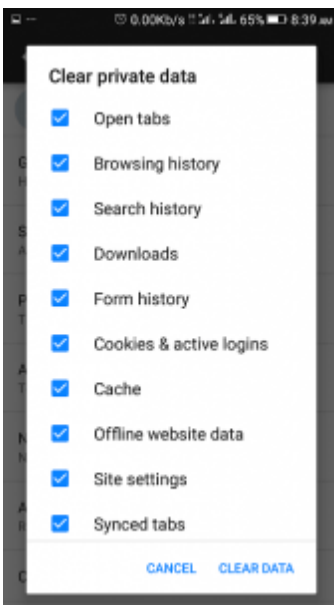 0.00Kb/s 65% 8:39 AM
Clear private data
Open tabs
Browsing history
Search history
Downloads
Form history
Cookies & active logins
Cache
Offline website data
Site settings
Synced tabs
CANCEL CLEAR DATA